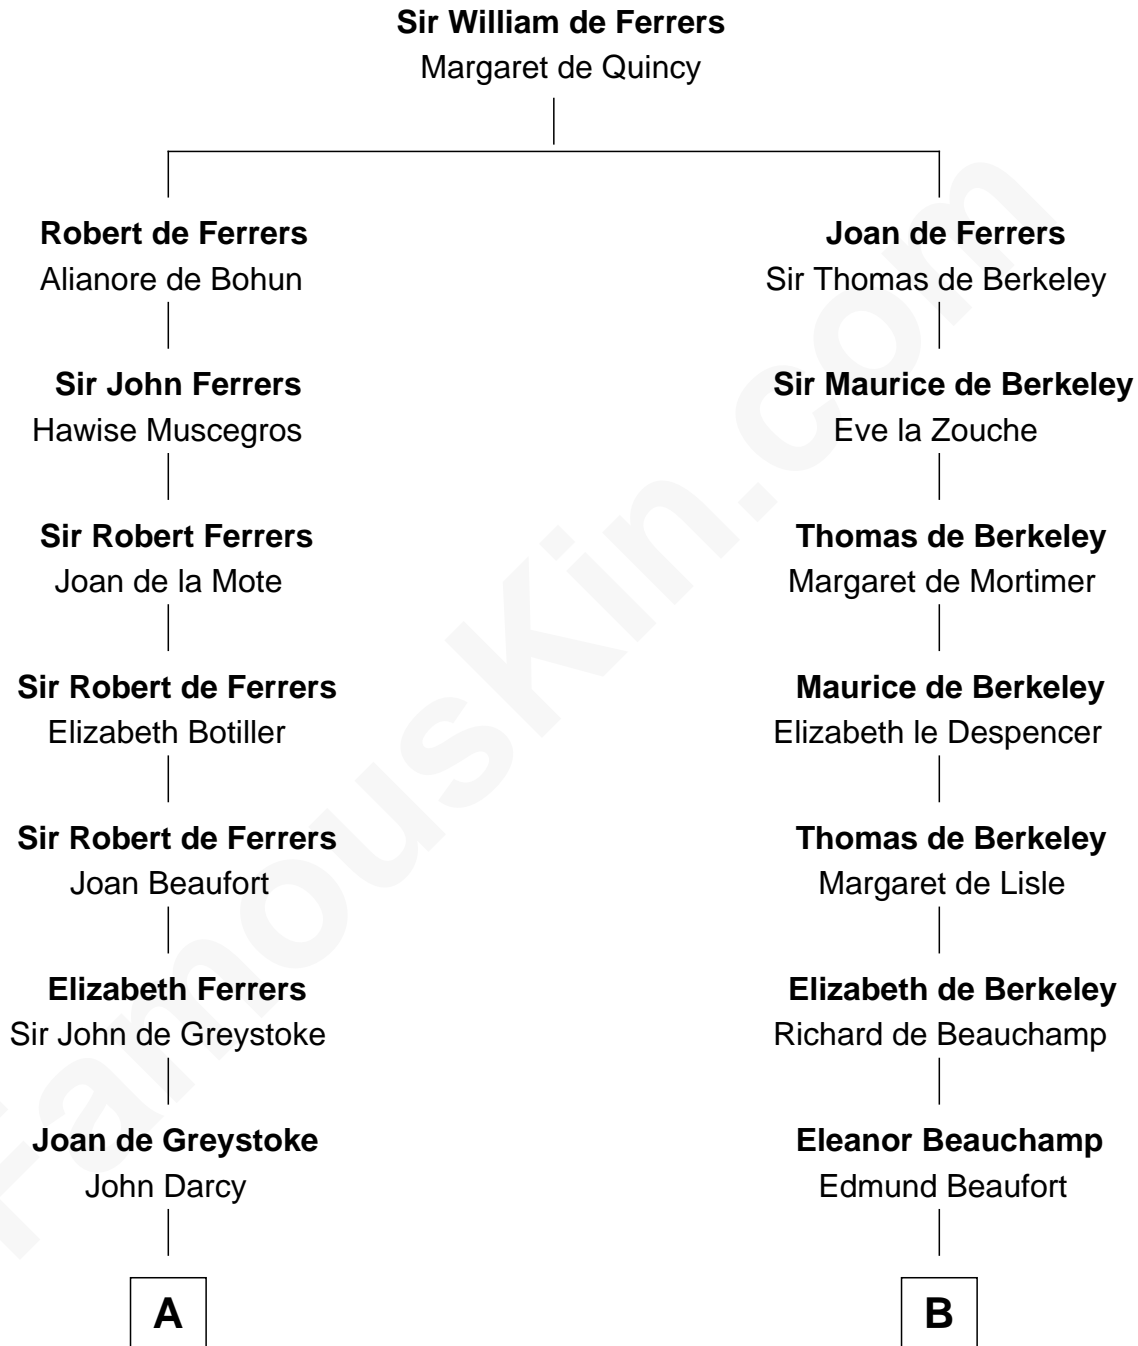 Sir William de Ferrers
Margaret de Quincy
Robert de Ferrers
Alianore de Bohun
Joan de Ferrers
Sir Thomas de Berkeley
Sir John Ferrers
Hawise Muscegros
Sir Maurice de Berkeley
Eve la Zouche
Sir Robert Ferrers
Joan de la Mote
Thomas de Berkeley
Margaret de Mortimer
Sir Robert de Ferrers
Elizabeth Botiller
Maurice de Berkeley
Elizabeth le Despencer
Sir Robert de Ferrers
Joan Beaufort
Thomas de Berkeley
Margaret de Lisle
Elizabeth Ferrers
Sir John de Greystoke
Elizabeth de Berkeley
Richard de Beauchamp
Joan de Greystoke
John Darcy
Eleanor Beauchamp
Edmund Beaufort
A
B
FamousKin.com